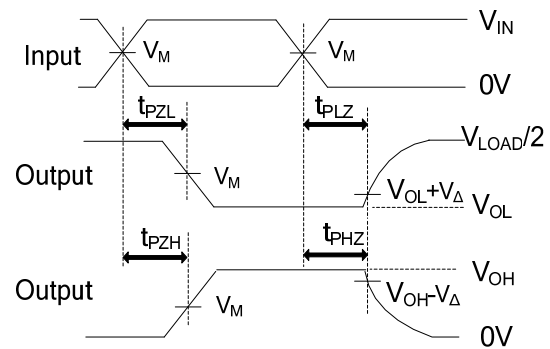 V_IN
Input
V_M
V_M
0V
t_PZL
t_PLZ
V_LOAD/2
Output
V_M
V_OL+V_Δ
V_OL
t_PZH
t_PHZ
V_OH
Output
V_M
V_OH-V_Δ
0V